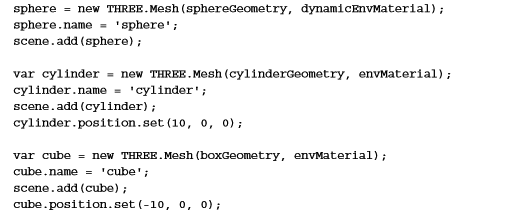 sphere = new THREE.Mesh(sphereGeometry, dynamicEnvMaterial);
sphere.name = 'sphere';
scene.add(sphere);

var cylinder = new THREE.Mesh(cylinderGeometry, envMaterial);
cylinder.name = 'cylinder';
scene.add(cylinder);
cylinder.position.set(10, 0, 0);

var cube = new THREE.Mesh(boxGeometry, envMaterial);
cube.name = 'cube';
scene.add(cube);
cube.position.set(-10, 0, 0);